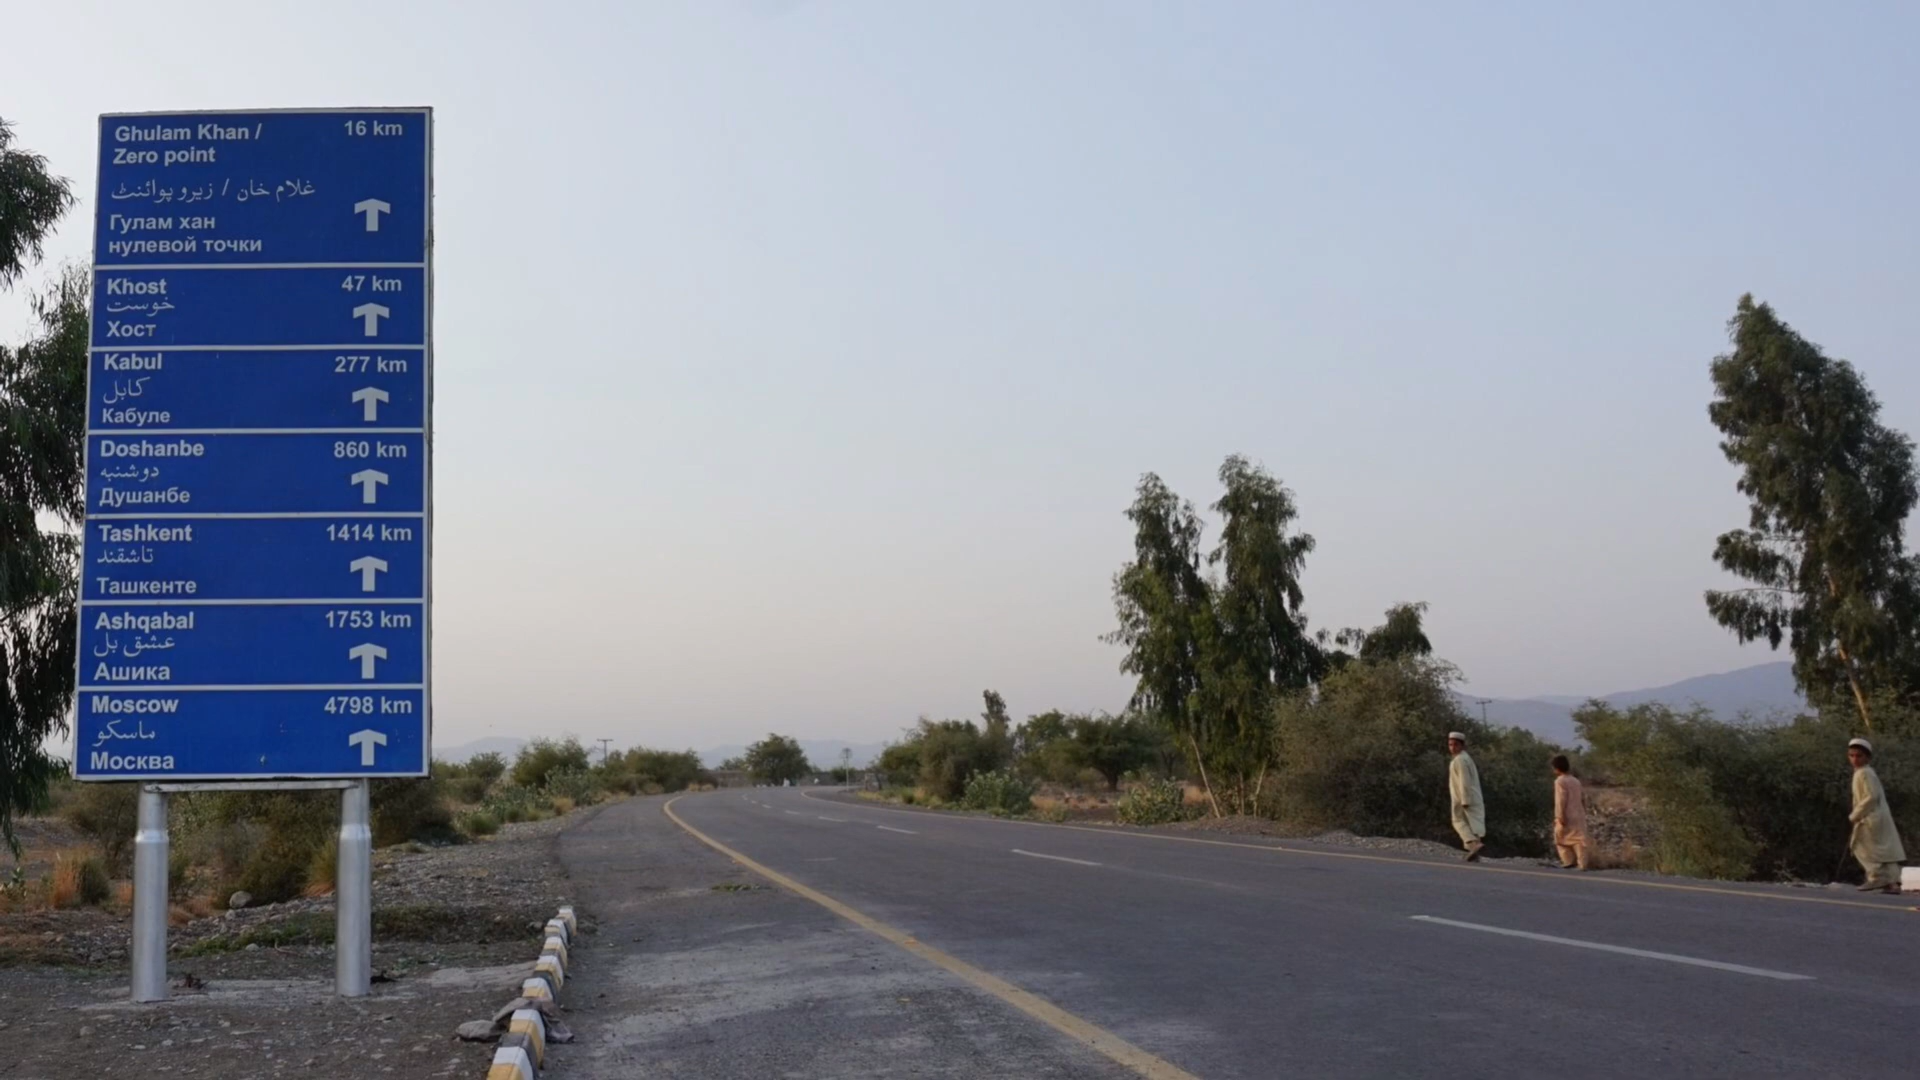 Ghulam Khan / 16 km
Zero point
غلام خان / زیرو پوائنٹ
Гулам хан
нулевой точки
Khost 47 km
خوست
Хост
Kabul 277 km
کابل
Кабуле
Doshanbe 860 km
دوشنبه
Душанбе
Tashkent 1414 km
تاشقند
Ташкенте
Ashqabal 1753 km
عشق بل
Ашика
Moscow 4798 km
ماسکو
Москва